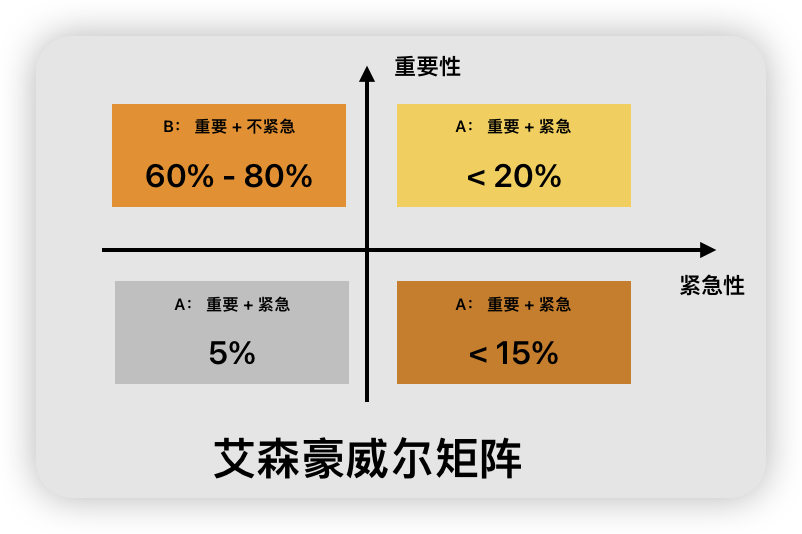 重要性
B： 重要 + 不紧急
60% - 80%
A： 重要 + 紧急
< 20%
紧急性
A： 重要 + 紧急
5%
A： 重要 + 紧急
< 15%
艾森豪威尔矩阵